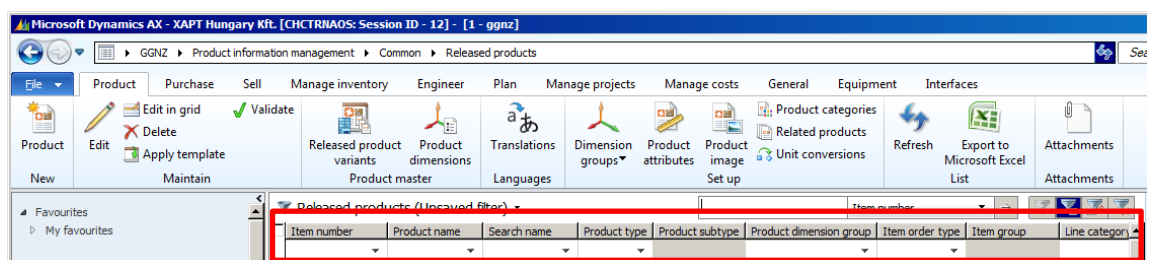 Microsoft Dynamics AX - XAPT Hungary Kft. [CHCTRNAOS: Session ID - 12] - [1 - ggnz]
GGNZ Product information management Common Released products Sea
File Product Purchase Sell Manage inventory Engineer Plan Manage projects Manage costs General Equipment Interfaces
Product
Edit
Edit in grid
Delete
Apply template
Validate
Released product variants
Product dimensions
Translations
Dimension groups
Product attributes
Product image
Product categories
Related products
Unit conversions
Refresh
Export to Microsoft Excel
Attachments
New Maintain Product master Languages Set up List Attachments
Favourites
My favourites
Released products (Unsaved filter)
Item number
Item number Product name Search name Product type Product subtype Product dimension group Item order type Item group Line category